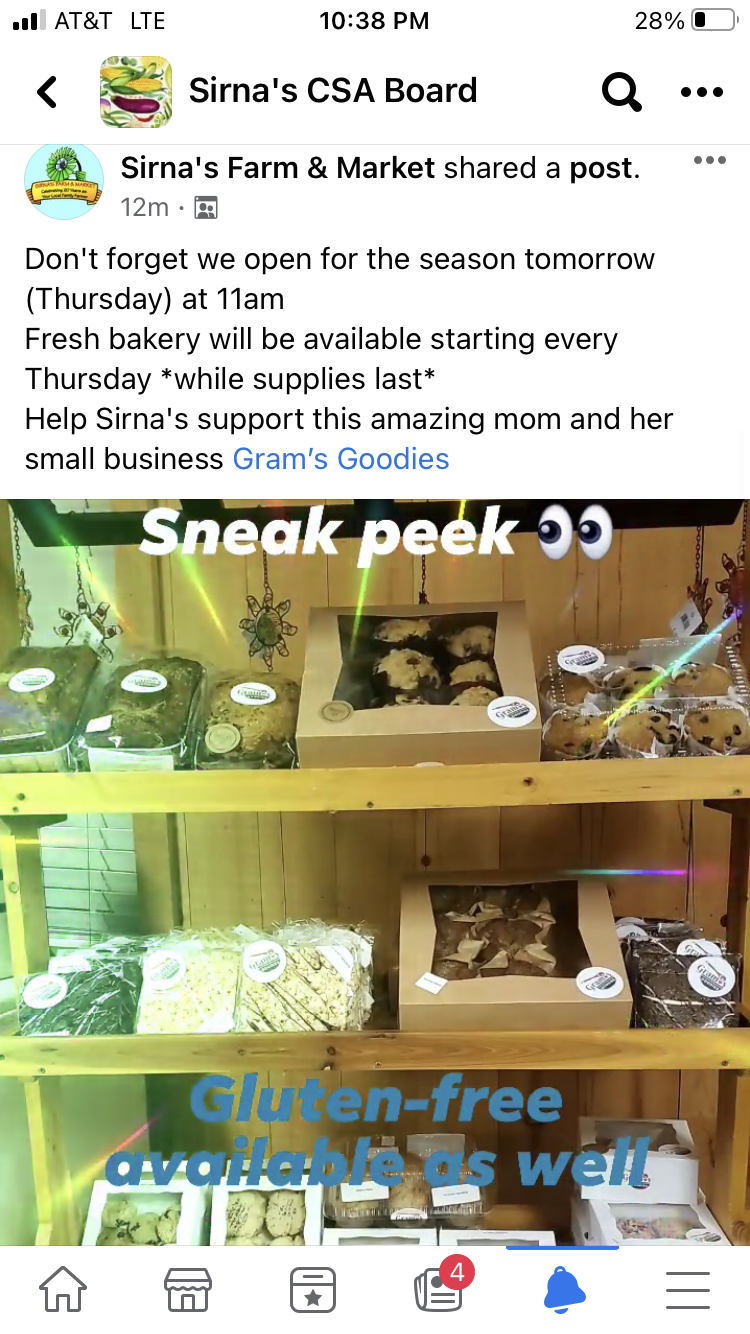 AT&T LTE 10:38 PM 28%
Sirna's CSA Board
Sirna's Farm & Market shared a post.
12m ·
Don't forget we open for the season tomorrow
(Thursday) at 11am
Fresh bakery will be available starting every
Thursday *while supplies last*
Help Sirna's support this amazing mom and her
small business Gram's Goodies
Sneak peek 👀
Gram's
Gluten-free
available as well
4